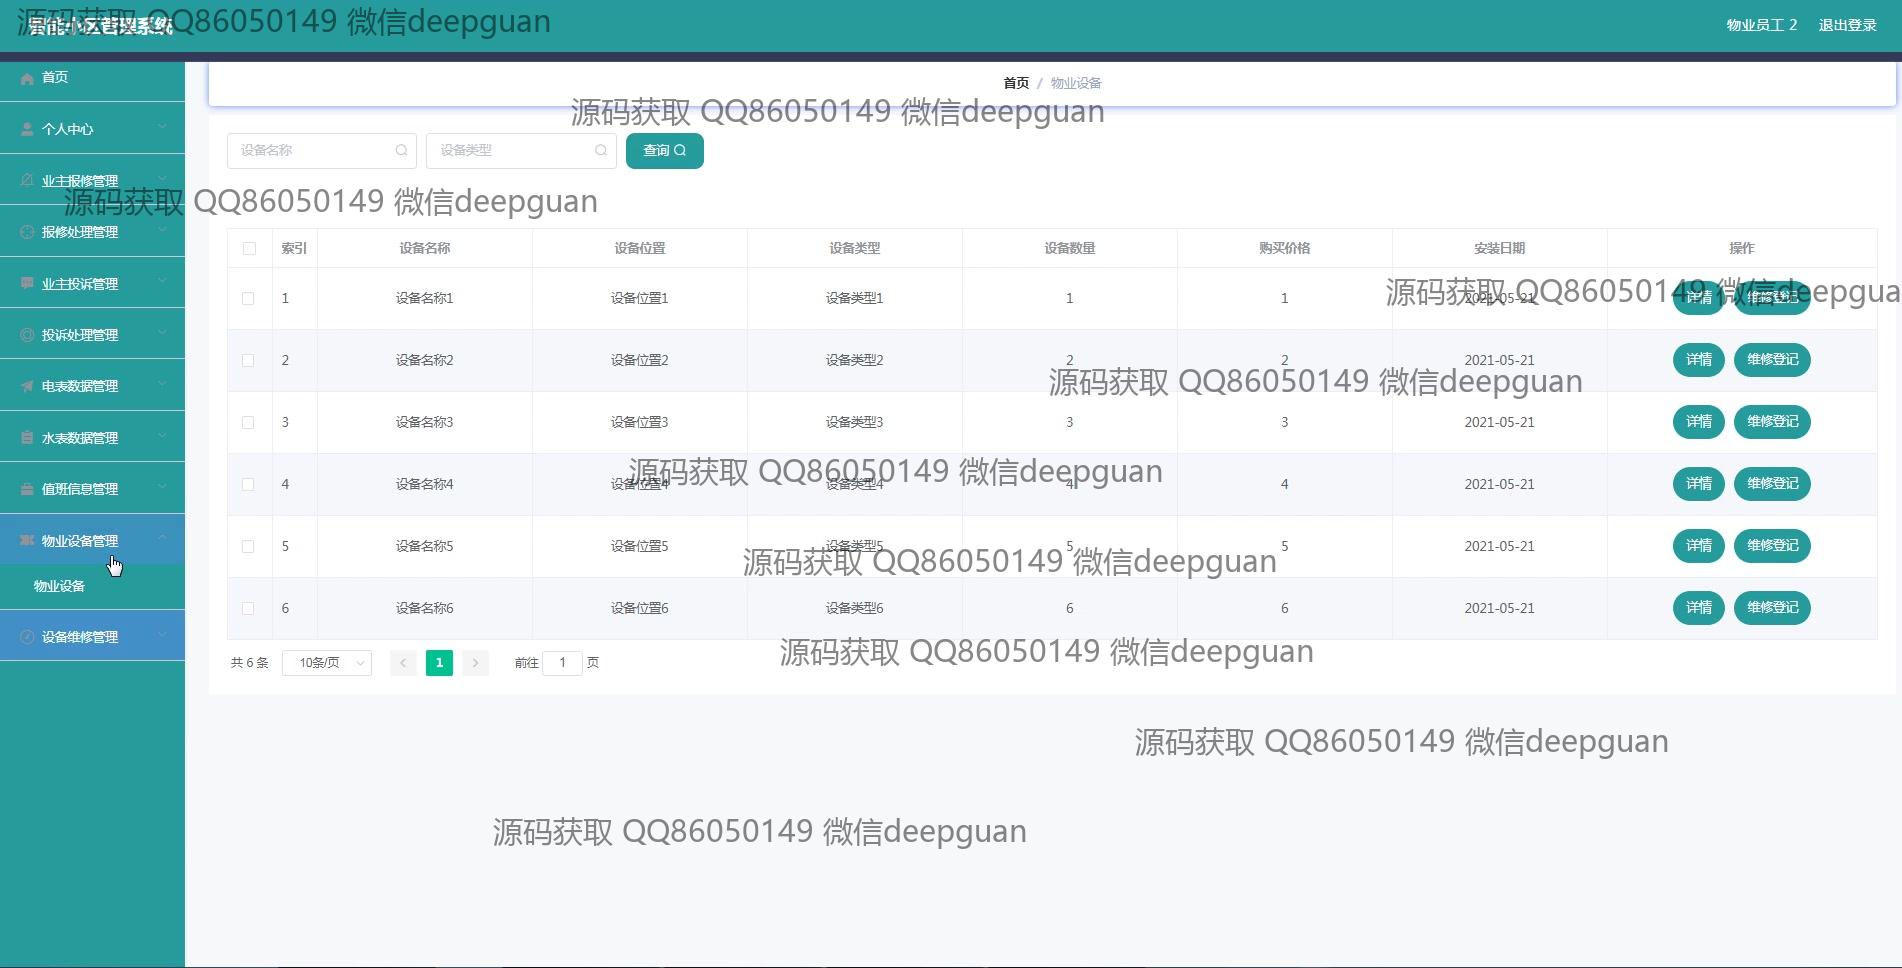 智能小区管理系统
源码获取 QQ86050149 微信deepguan
物业员工 2 退出登录
首页
个人中心
业主报修管理
报修处理管理
业主投诉管理
投诉处理管理
电表数据管理
水表数据管理
值班信息管理
物业设备管理
物业设备
设备维修管理
首页 / 物业设备
源码获取 QQ86050149 微信deepguan
设备名称 设备类型 查询
源码获取 QQ86050149 微信deepguan
索引 设备名称 设备位置 设备类型 设备数量 购买价格 安装日期 操作
1 设备名称1 设备位置1 设备类型1 1 1 2021-05-21 详情 维修登记
源码获取 QQ86050149 微信deepgua
2 设备名称2 设备位置2 设备类型2 2 2 2021-05-21 详情 维修登记
源码获取 QQ86050149 微信deepguan
3 设备名称3 设备位置3 设备类型3 3 3 2021-05-21 详情 维修登记
源码获取 QQ86050149 微信deepguan
4 设备名称4 设备位置4 设备类型4 4 4 2021-05-21 详情 维修登记
5 设备名称5 设备位置5 设备类型5 5 5 2021-05-21 详情 维修登记
源码获取 QQ86050149 微信deepguan
6 设备名称6 设备位置6 设备类型6 6 6 2021-05-21 详情 维修登记
源码获取 QQ86050149 微信deepguan
共 6 条 10条/页 1 前往 1 页
源码获取 QQ86050149 微信deepguan
源码获取 QQ86050149 微信deepguan